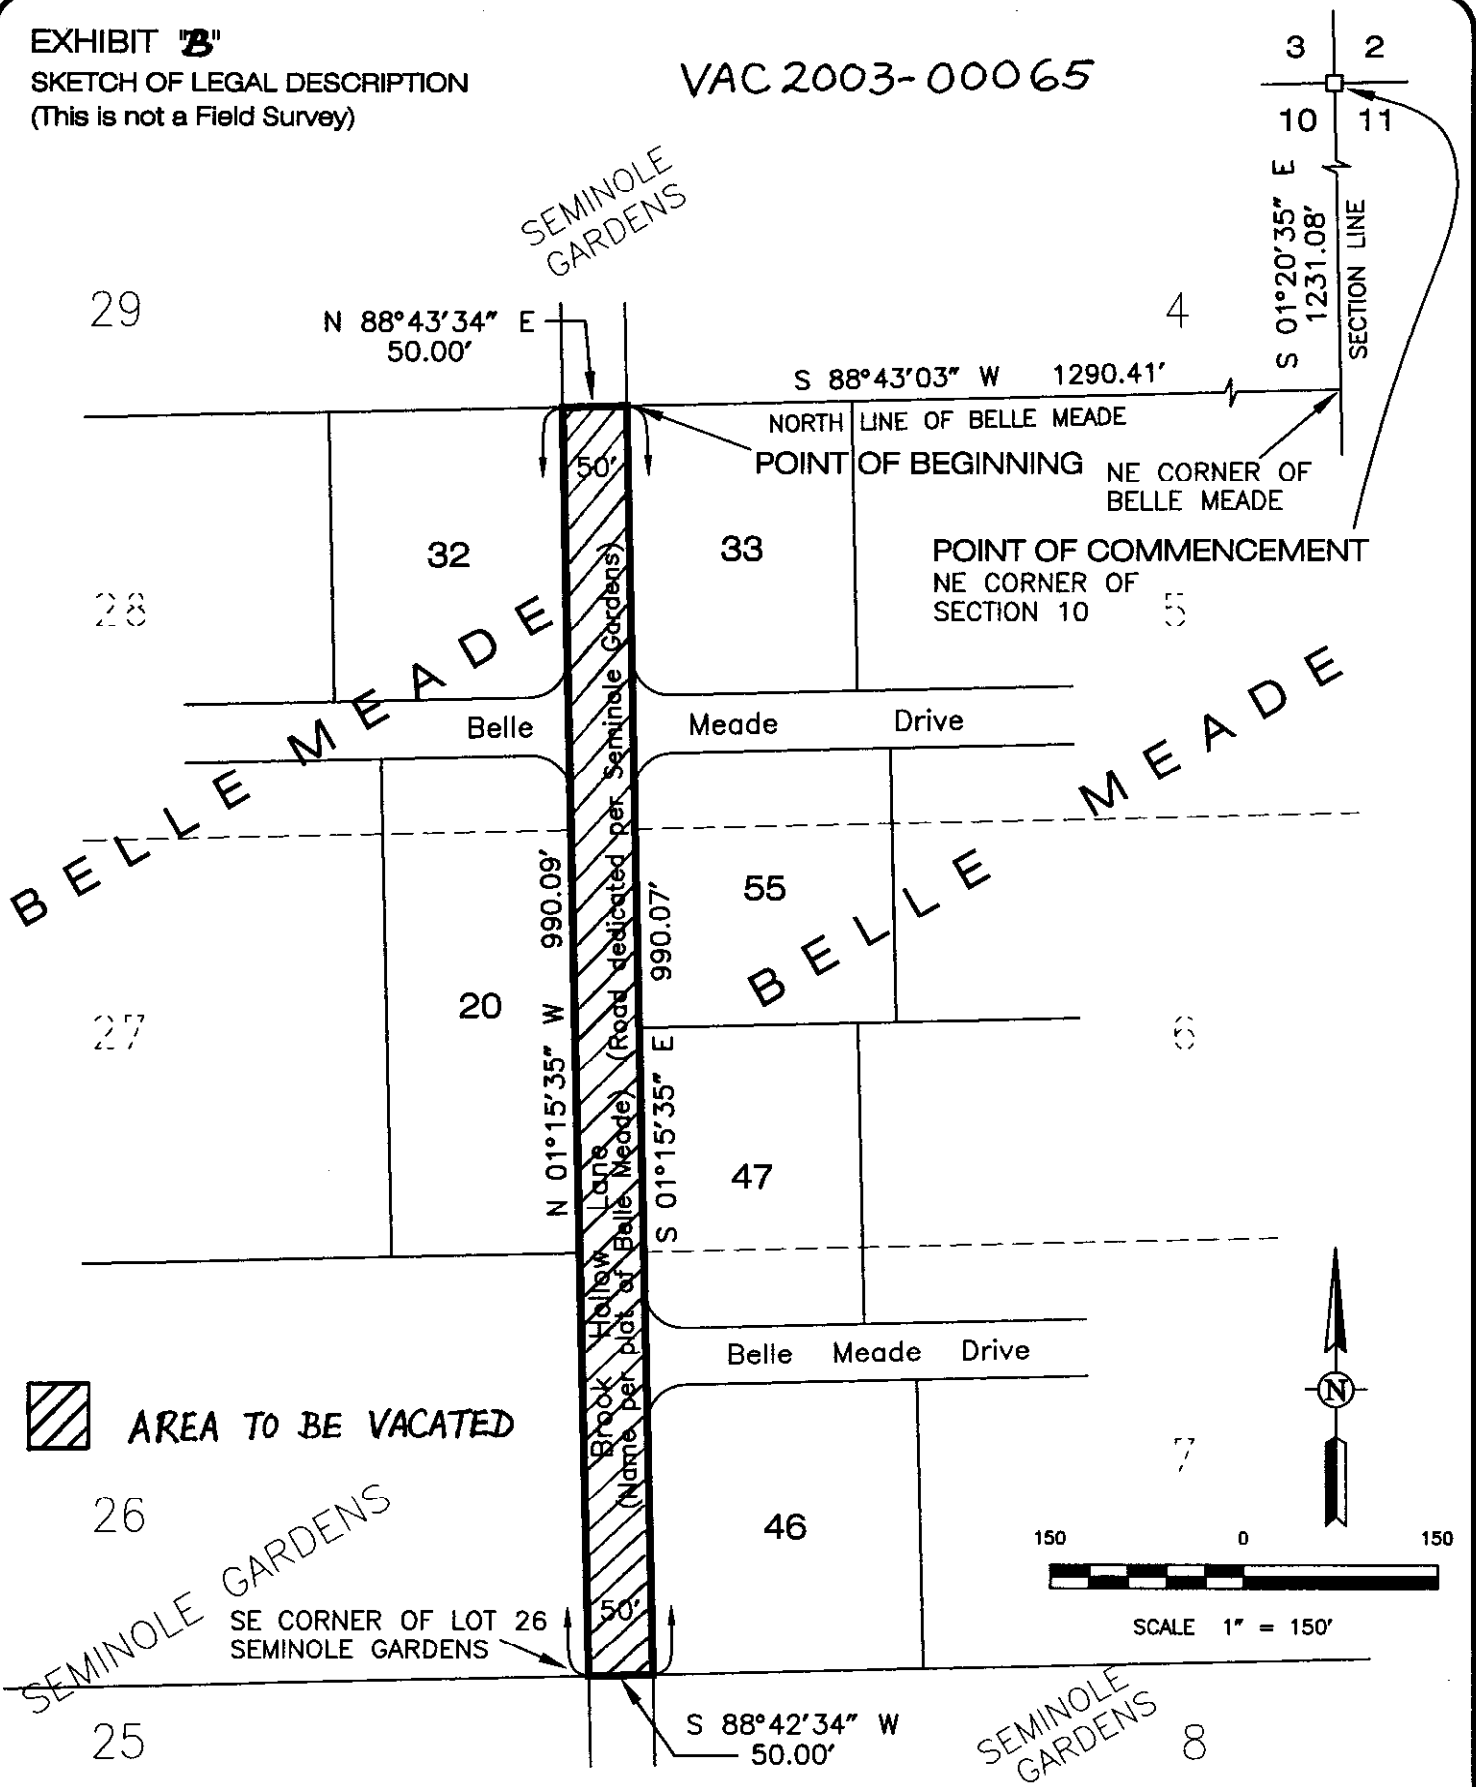 EXHIBIT "B"
SKETCH OF LEGAL DESCRIPTION
(This is not a Field Survey)
VAC 2003-00065
3 2
10 11
S 01°20'35" E
1231.08'
SECTION LINE
SEMINOLE
GARDENS
29
4
N 88°43'34" E
50.00'
S 88°43'03" W 1290.41'
NORTH LINE OF BELLE MEADE
POINT OF BEGINNING
NE CORNER OF
BELLE MEADE
50'
32
33
POINT OF COMMENCEMENT
NE CORNER OF
SECTION 10
28
5
BELLE MEADE
Belle Meade Drive
BELLE MEADE
55
20
27
6
N 01°15'35" W 990.09'
Brook Hollow Lane
(Name per plat of Belle Meade) (Road dedicated per Seminole Gardens)
S 01°15'35" E 990.07'
47
Belle Meade Drive
N
AREA TO BE VACATED
26
7
46
150 0 150
SCALE 1" = 150'
SEMINOLE GARDENS
50'
SE CORNER OF LOT 26
SEMINOLE GARDENS
25
S 88°42'34" W
50.00'
SEMINOLE
GARDENS
8